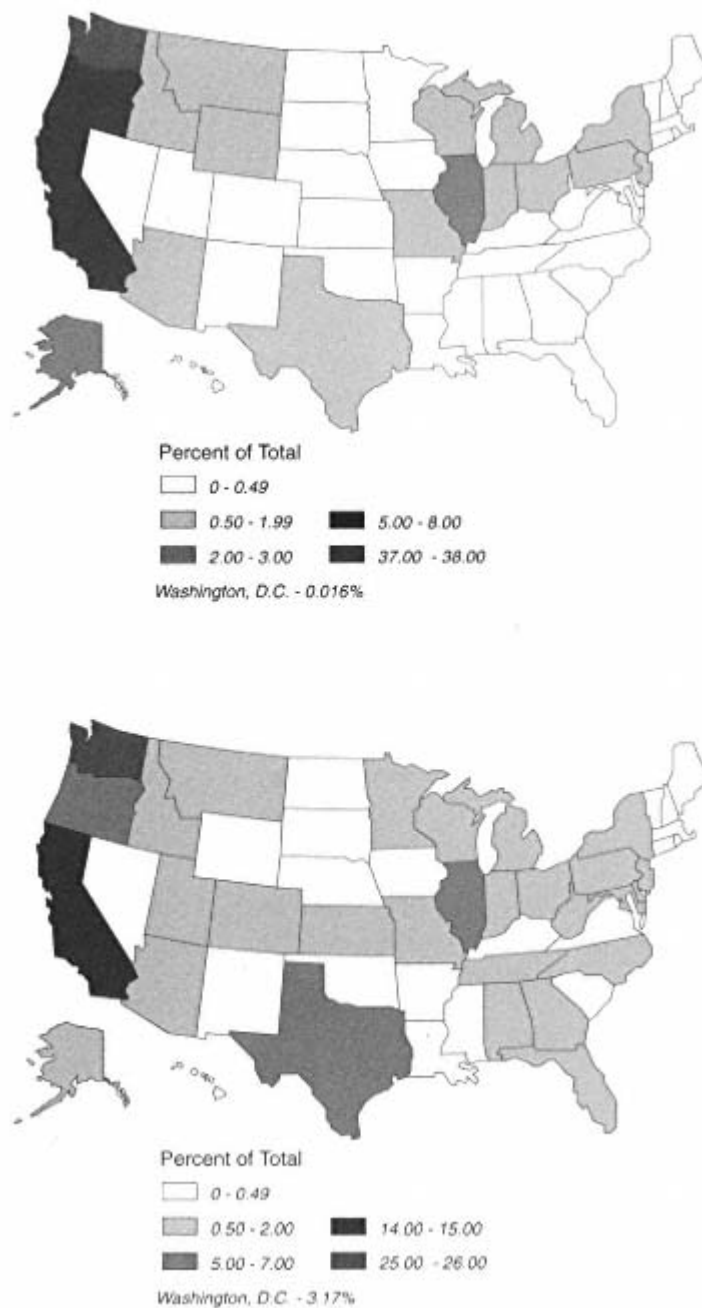 Percent of Total
0 - 0.49
0.50 - 1.99 5.00 - 8.00
2.00 - 3.00 37.00 - 38.00
Washington, D.C. - 0.016%
Percent of Total
0 - 0.49
0.50 - 2.00 14.00 - 15.00
5.00 - 7.00 25.00 - 26.00
Washington, D.C. - 3.17%